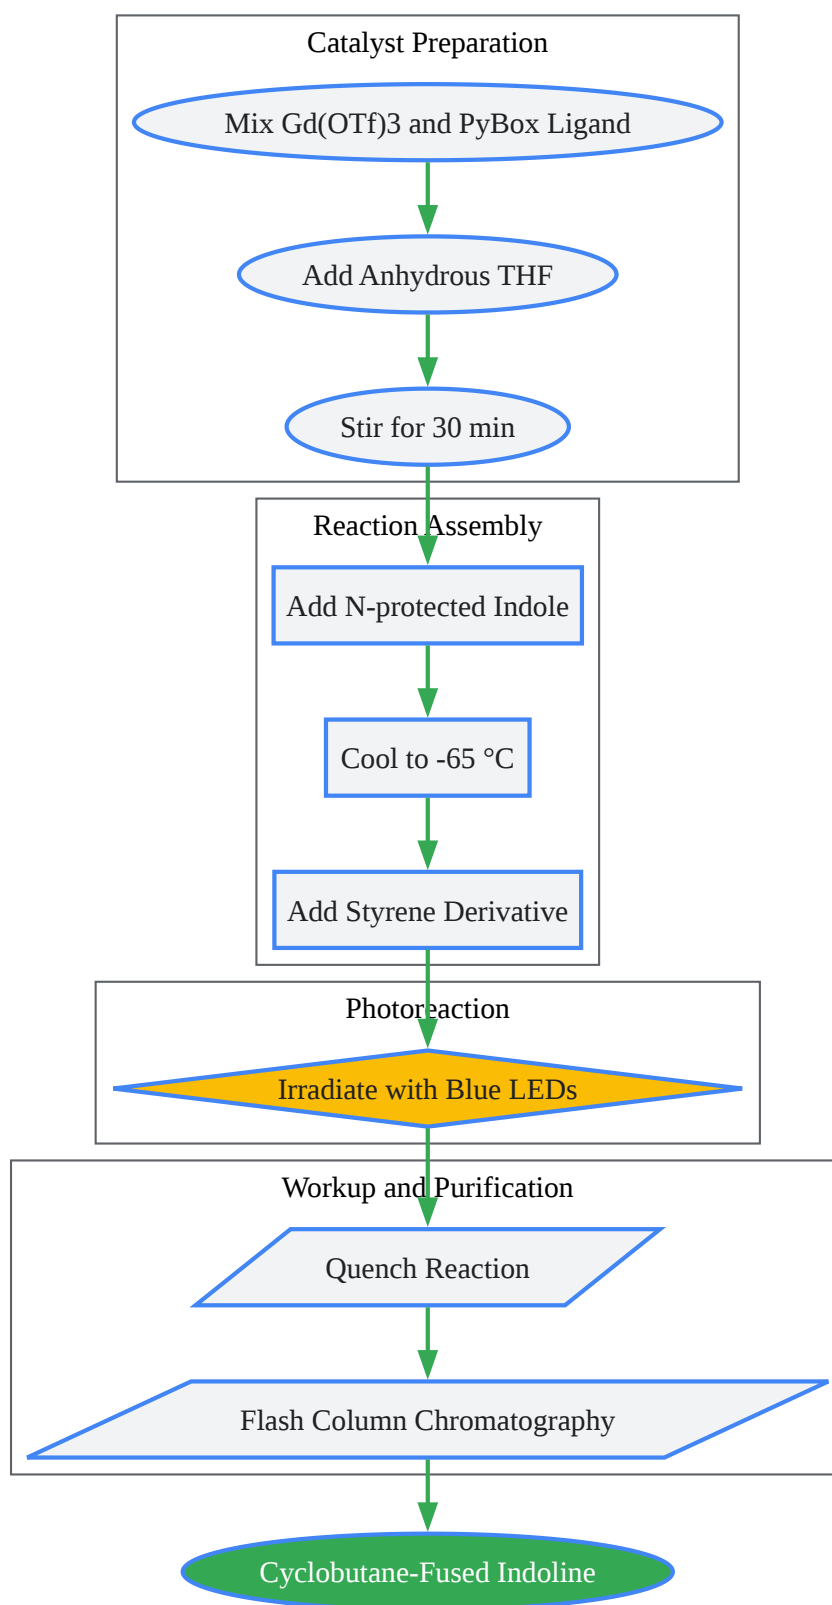 Catalyst Preparation
Mix Gd(OTf)3 and PyBox Ligand
Add Anhydrous THF
Stir for 30 min
Reaction Assembly
Add N-protected Indole
Cool to -65 °C
Add Styrene Derivative
Photoreaction
Irradiate with Blue LEDs
Workup and Purification
Quench Reaction
Flash Column Chromatography
Cyclobutane-Fused Indoline